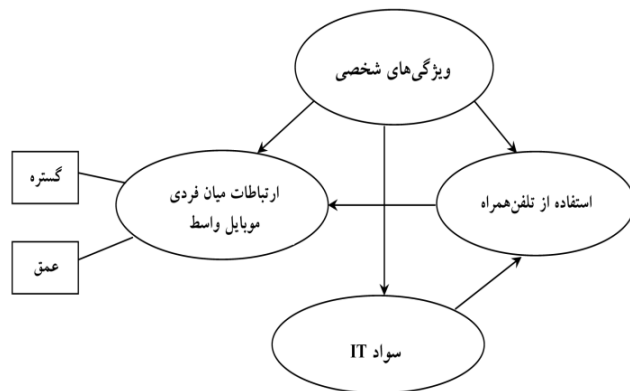 ویژگی‌های شخصی
گستره
ارتباطات میان فردی
موبایل واسط
استفاده از تلفن‌همراه
عمق
سواد IT